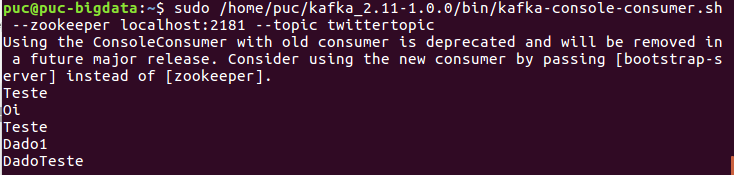 puc@puc-bigdata:~$ sudo /home/puc/kafka_2.11-1.0.0/bin/kafka-console-consumer.sh
--zookeeper localhost:2181 --topic twittertopic
Using the ConsoleConsumer with old consumer is deprecated and will be removed in
a future major release. Consider using the new consumer by passing [bootstrap-s
erver] instead of [zookeeper].
Teste
Oi
Teste
Dado1
DadoTeste